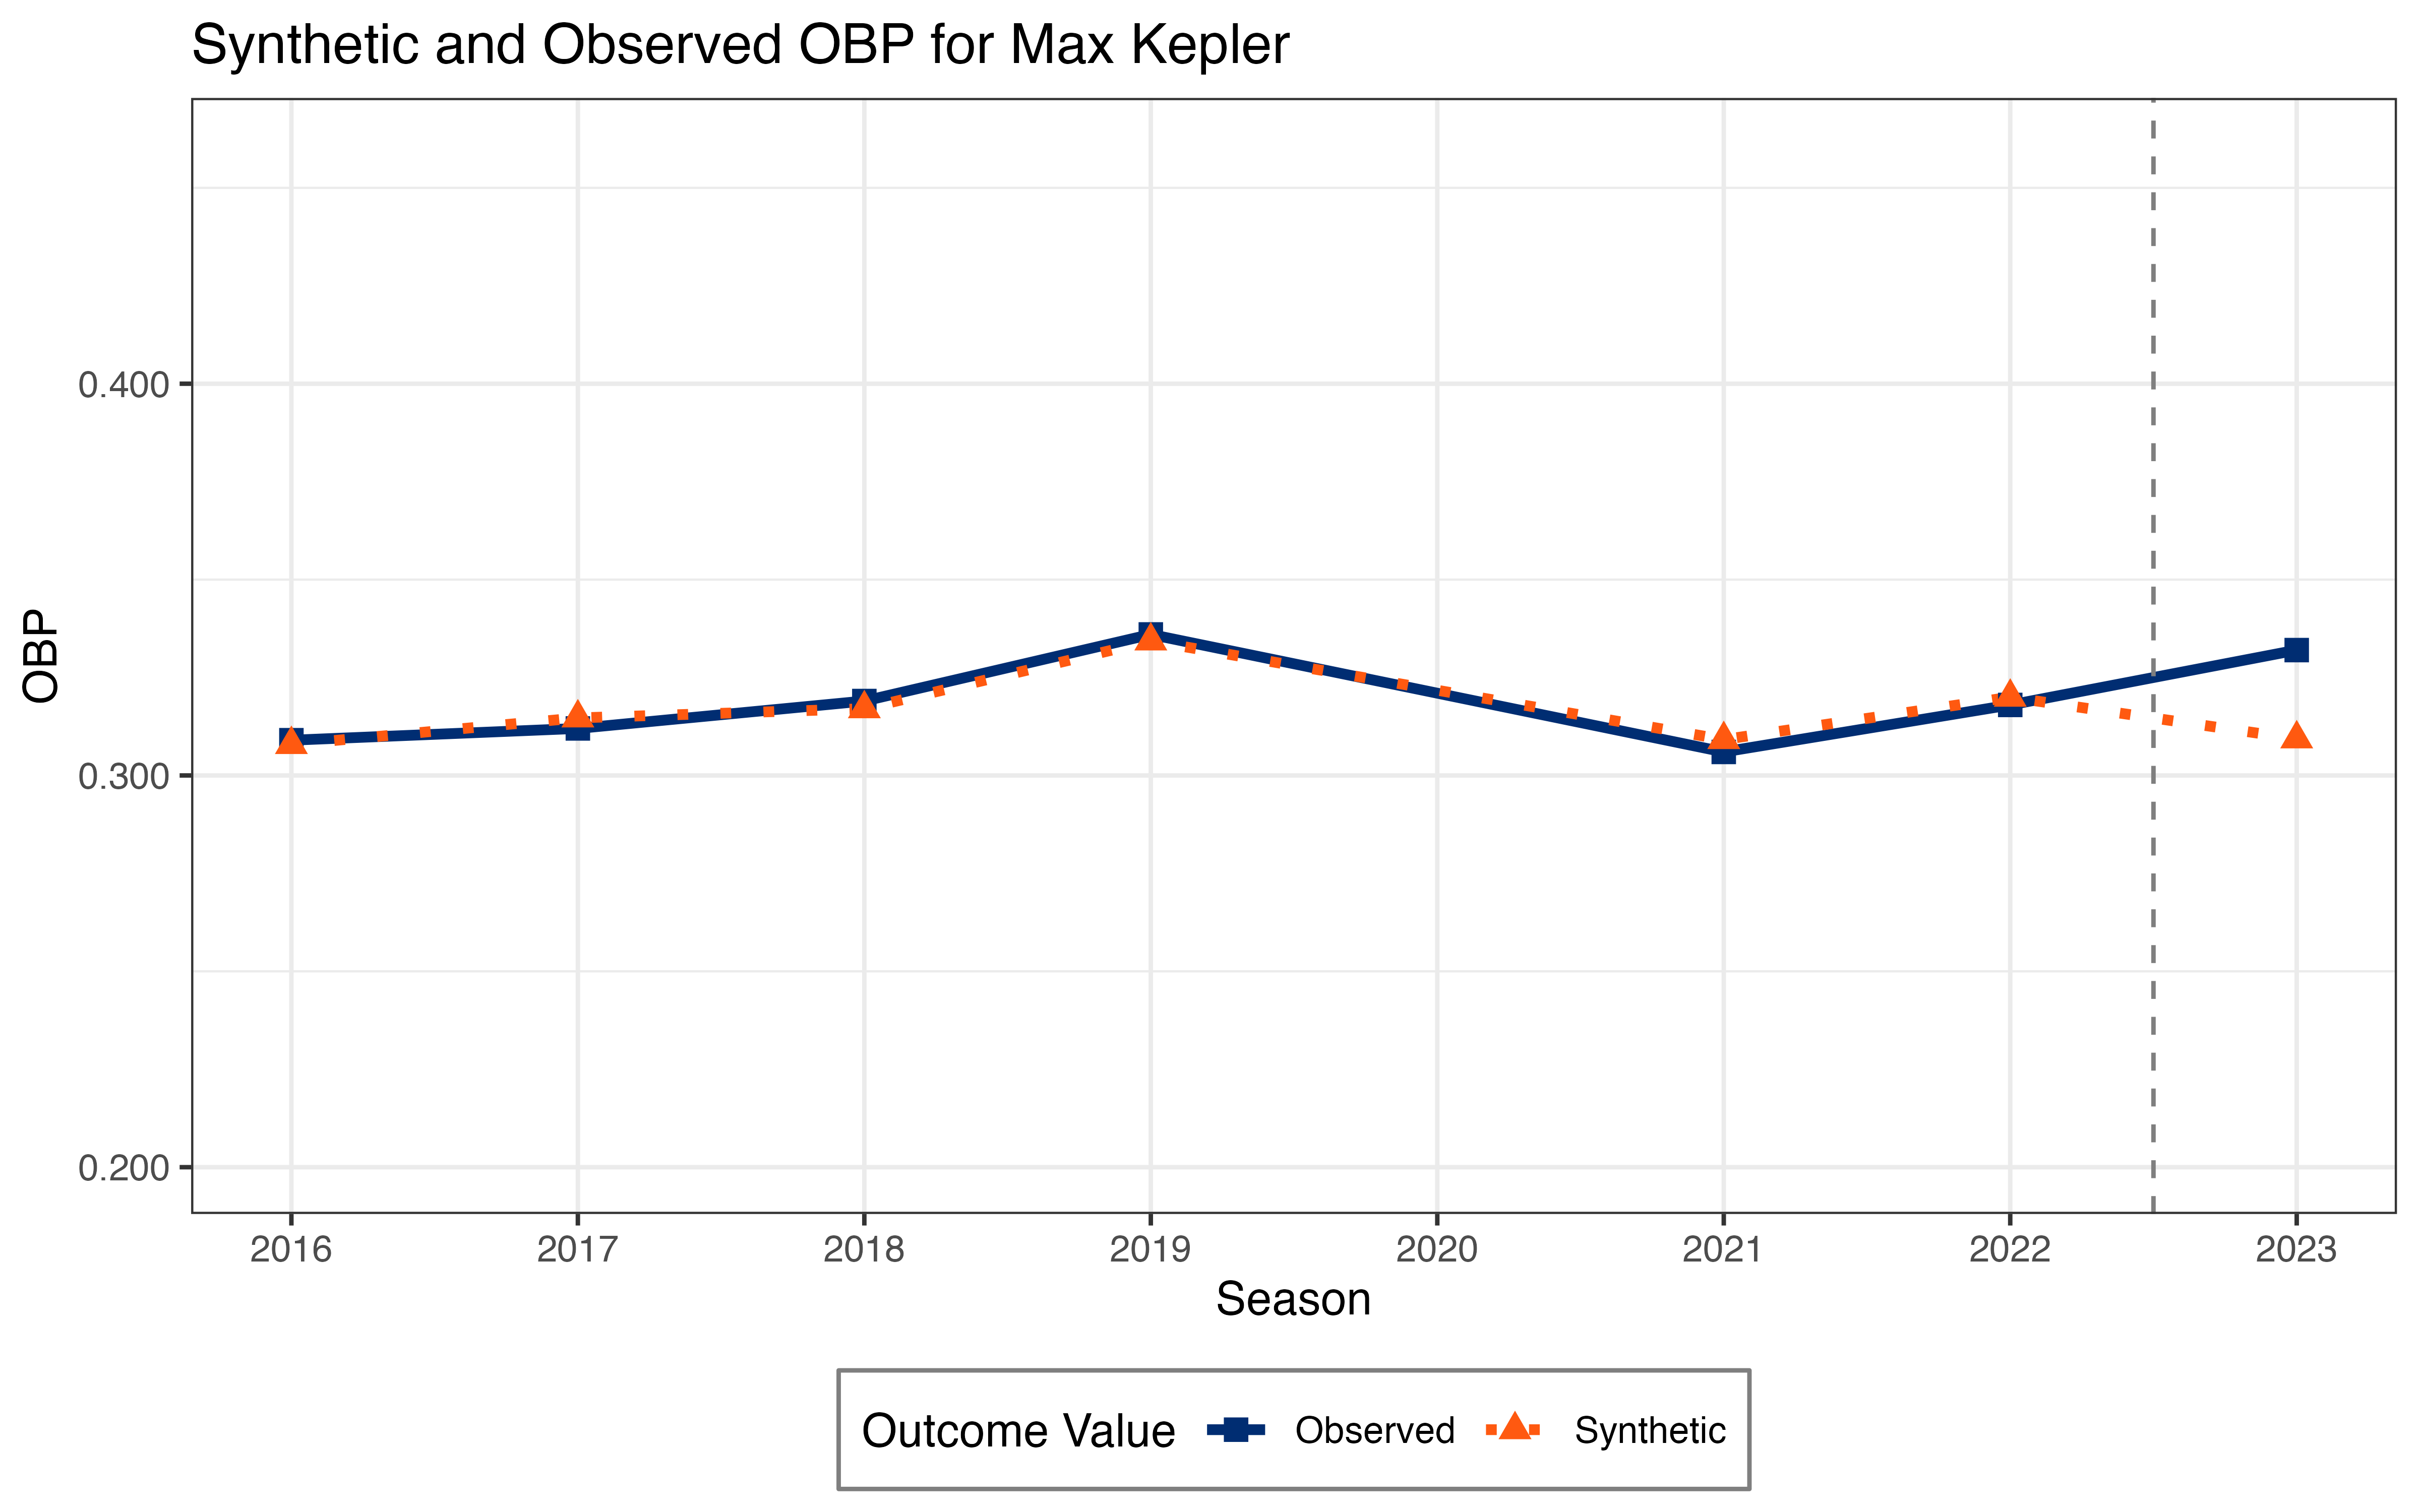 Synthetic and Observed OBP for Max Kepler
OBP
0.400
0.300
0.200
2016 2017 2018 2019 2020 2021 2022 2023
Season
Outcome Value Observed Synthetic